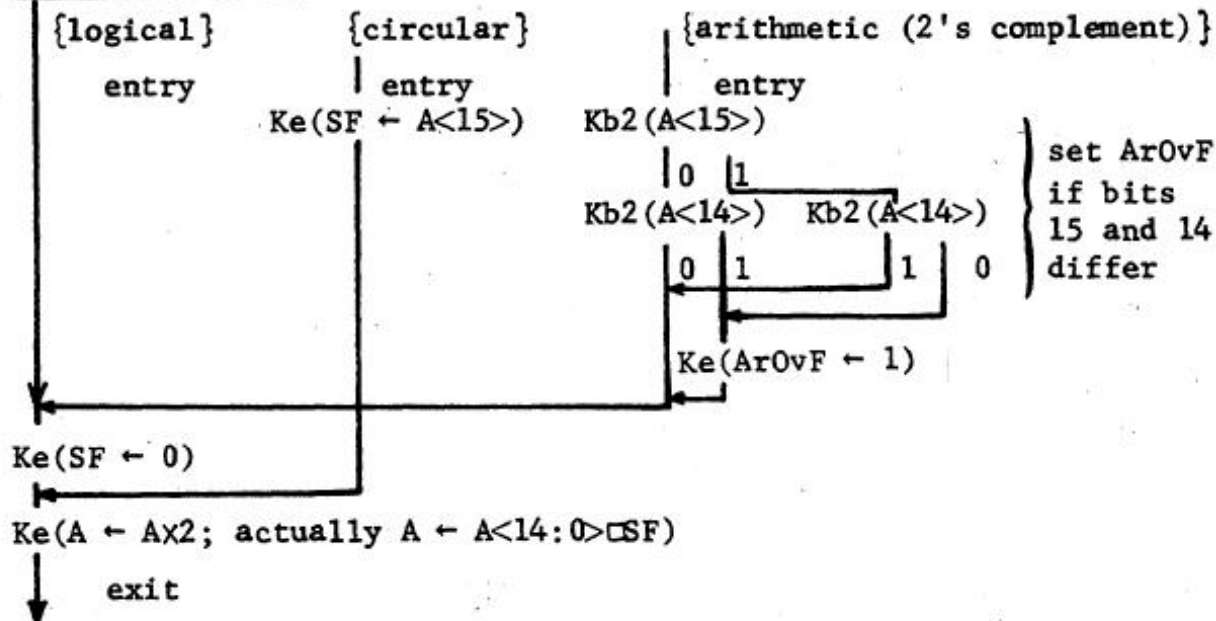 {logical} {circular} {arithmetic (2's complement)}
entry entry entry
Ke(SF ← A<15>) Kb2(A<15>)
0 1
Kb2(A<14>) Kb2(A<14>)
0 1 1 0
set ArOvF
if bits
15 and 14
differ
Ke(ArOvF ← 1)
Ke(SF ← 0)
Ke(A ← A×2; actually A ← A<14:0>□SF)
exit